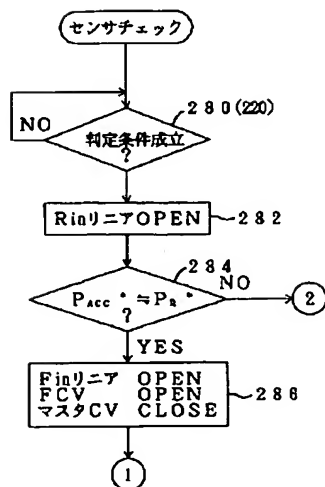 センサチェック
280(220)
NO
判定条件成立
?
RinリニアOPEN
282
284
NO
PACC* ≒ PR*
?
2
YES
Finリニア OPEN
FCV OPEN
マスタCV CLOSE
286
1